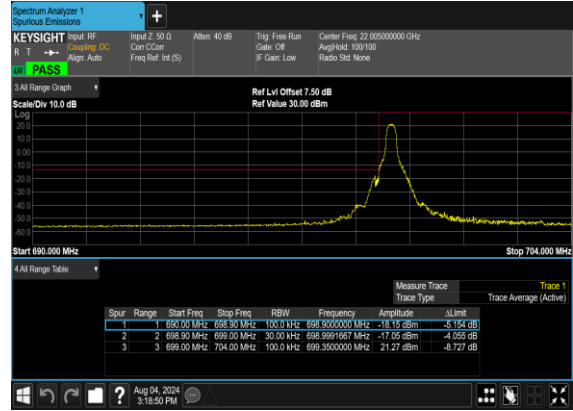 Spectrum Analyzer 1
Spurious Emissions
KEYSIGHT Input: RF Input Z: 50 Ω Atten: 40 dB Trig: Free Run Center Freq: 22.005000000 GHz
R T Coupling: DC Corr CCorr Gate: Off Avg|Hold: 100/100
Align: Auto Freq Ref: Int (S) IF Gain: Low Radio Std: None
LM PASS
3 All Range Graph
Ref Lvl Offset 7.50 dB
Scale/Div 10.0 dB Ref Value 30.00 dBm
Log
20.0
10.0
0.00
-10.0
-20.0
-30.0
-40.0
-50.0
-60.0
Start 690.000 MHz Stop 704.000 MHz
4 All Range Table
Measure Trace Trace 1
Trace Type Trace Average (Active)
Spur Range Start Freq Stop Freq RBW Frequency Amplitude ΔLimit
1 1 690.00 MHz 698.90 MHz 100.0 kHz 698.9000000 MHz -18.15 dBm -5.154 dB
2 2 698.90 MHz 699.00 MHz 30.00 kHz 698.9991667 MHz -17.05 dBm -4.055 dB
3 3 699.00 MHz 704.00 MHz 100.0 kHz 699.3500000 MHz 21.27 dBm -8.727 dB
? Aug 04, 2024
3:18:50 PM